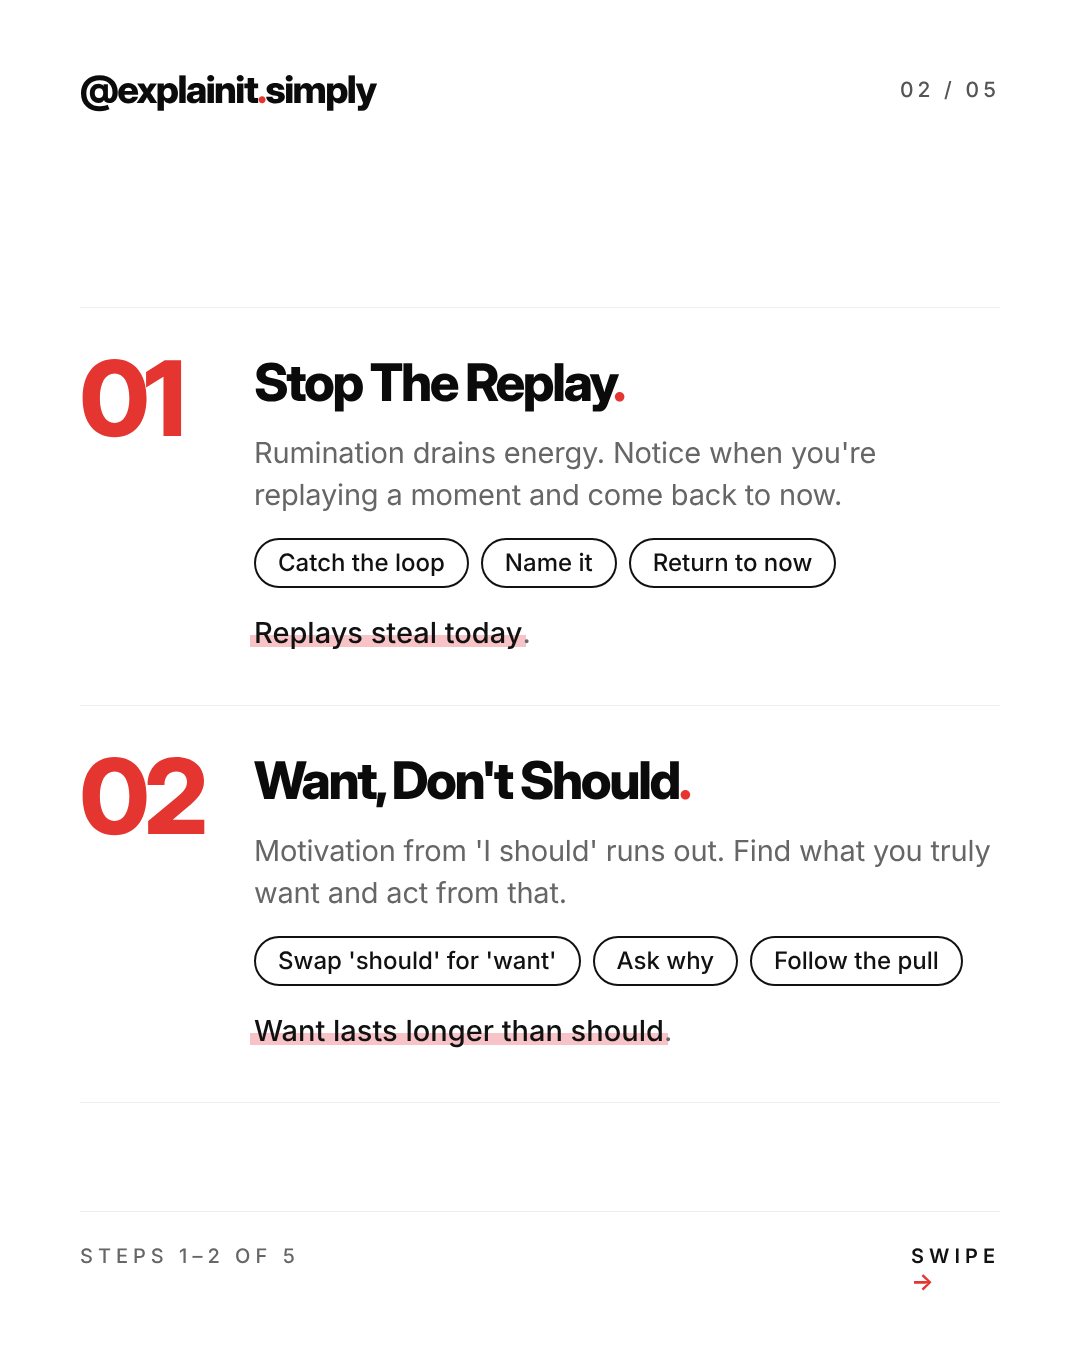 @explainit.simply
02 / 05
01
Stop The Replay.
Rumination drains energy. Notice when you're
replaying a moment and come back to now.
Catch the loop
Name it
Return to now
Replays steal today.
02
Want, Don't Should.
Motivation from 'I should' runs out. Find what you truly
want and act from that.
Swap 'should' for 'want'
Ask why
Follow the pull
Want lasts longer than should.
STEPS 1–2 OF 5
SWIPE
→